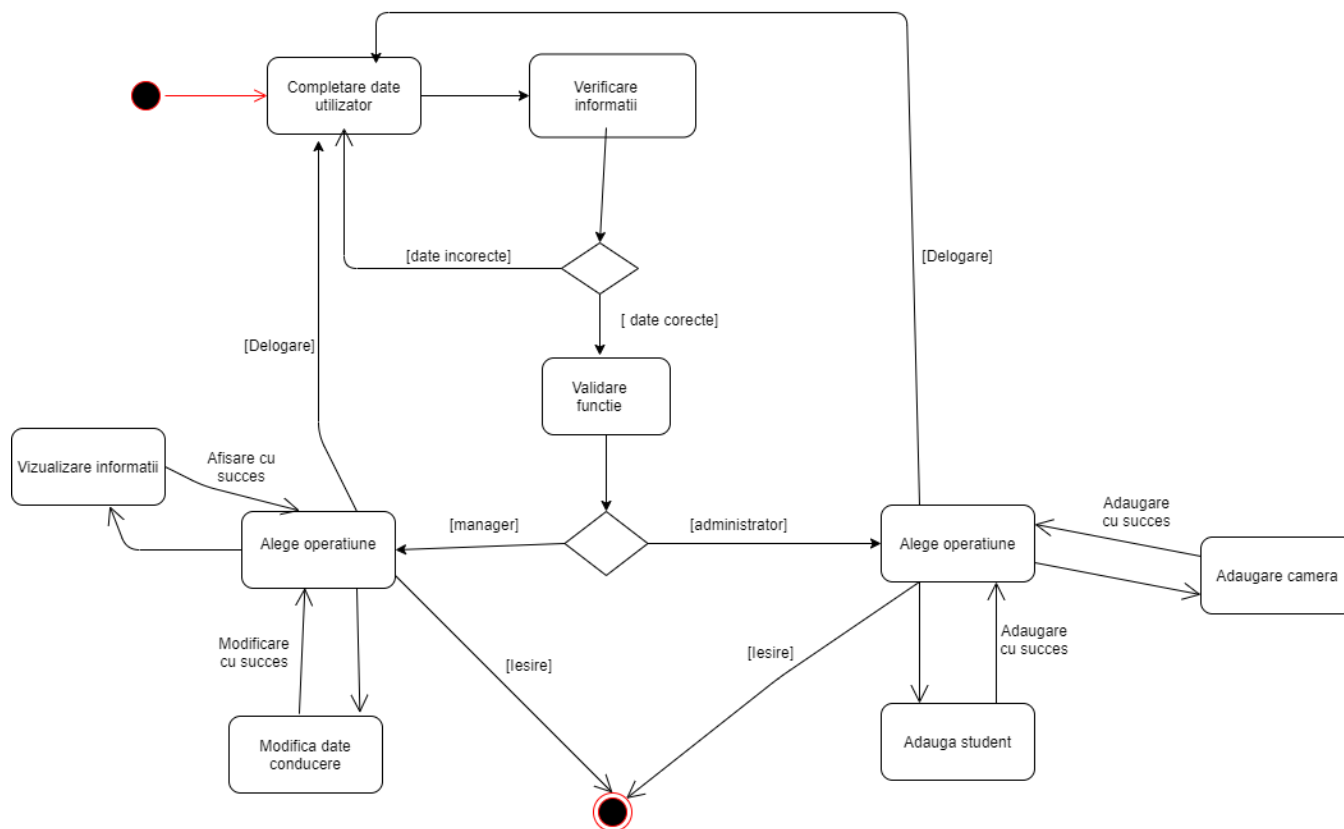 Completare date
utilizator
Verificare
informatii
[date incorecte]
[Delogare]
[ date corecte]
[Delogare]
Validare
functie
Vizualizare informatii
Afisare cu
succes
Adaugare
cu succes
[manager]
[administrator]
Alege operatiune
Alege operatiune
Adaugare camera
Modificare
cu succes
[Iesire]
[Iesire]
Adaugare
cu succes
Modifica date
conducere
Adauga student